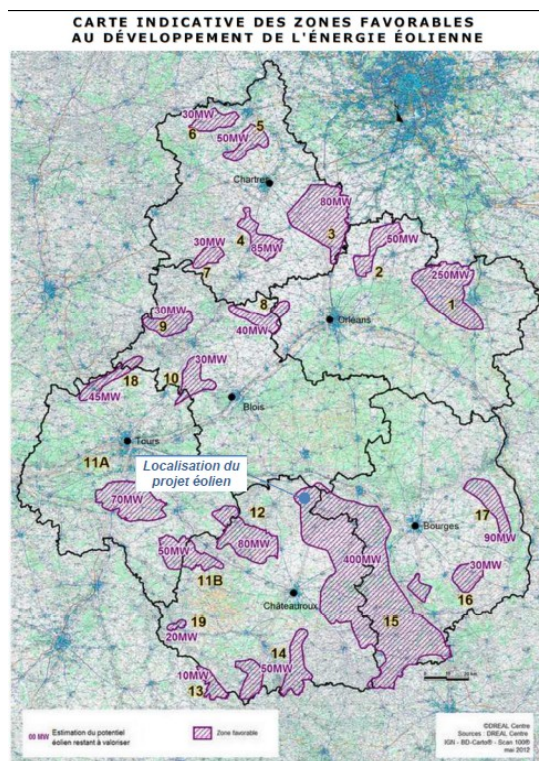 CARTE INDICATIVE DES ZONES FAVORABLES
AU DÉVELOPPEMENT DE L'ÉNERGIE ÉOLIENNE
30MW
6
5
50MW
Chartres
80MW
3
4
85MW
30MW
7
50MW
2
250MW
1
8
30MW
9
40MW
Orléans
30MW
10
18
45MW
Blois
Tours
11A
Localisation du
projet éolien
70MW
12
60MW
50MW
11B
400MW
Bourges
17
90MW
30MW
16
Châteauroux
19
20MW
15
14
50MW
10MW
13
60 MW
Estimation du potentiel
éolien restant à valoriser
Zone favorable
©DREAL Centre
Sources : DREAL Centre
IGN - BD-Carto® - Scan 100®
mai 2012